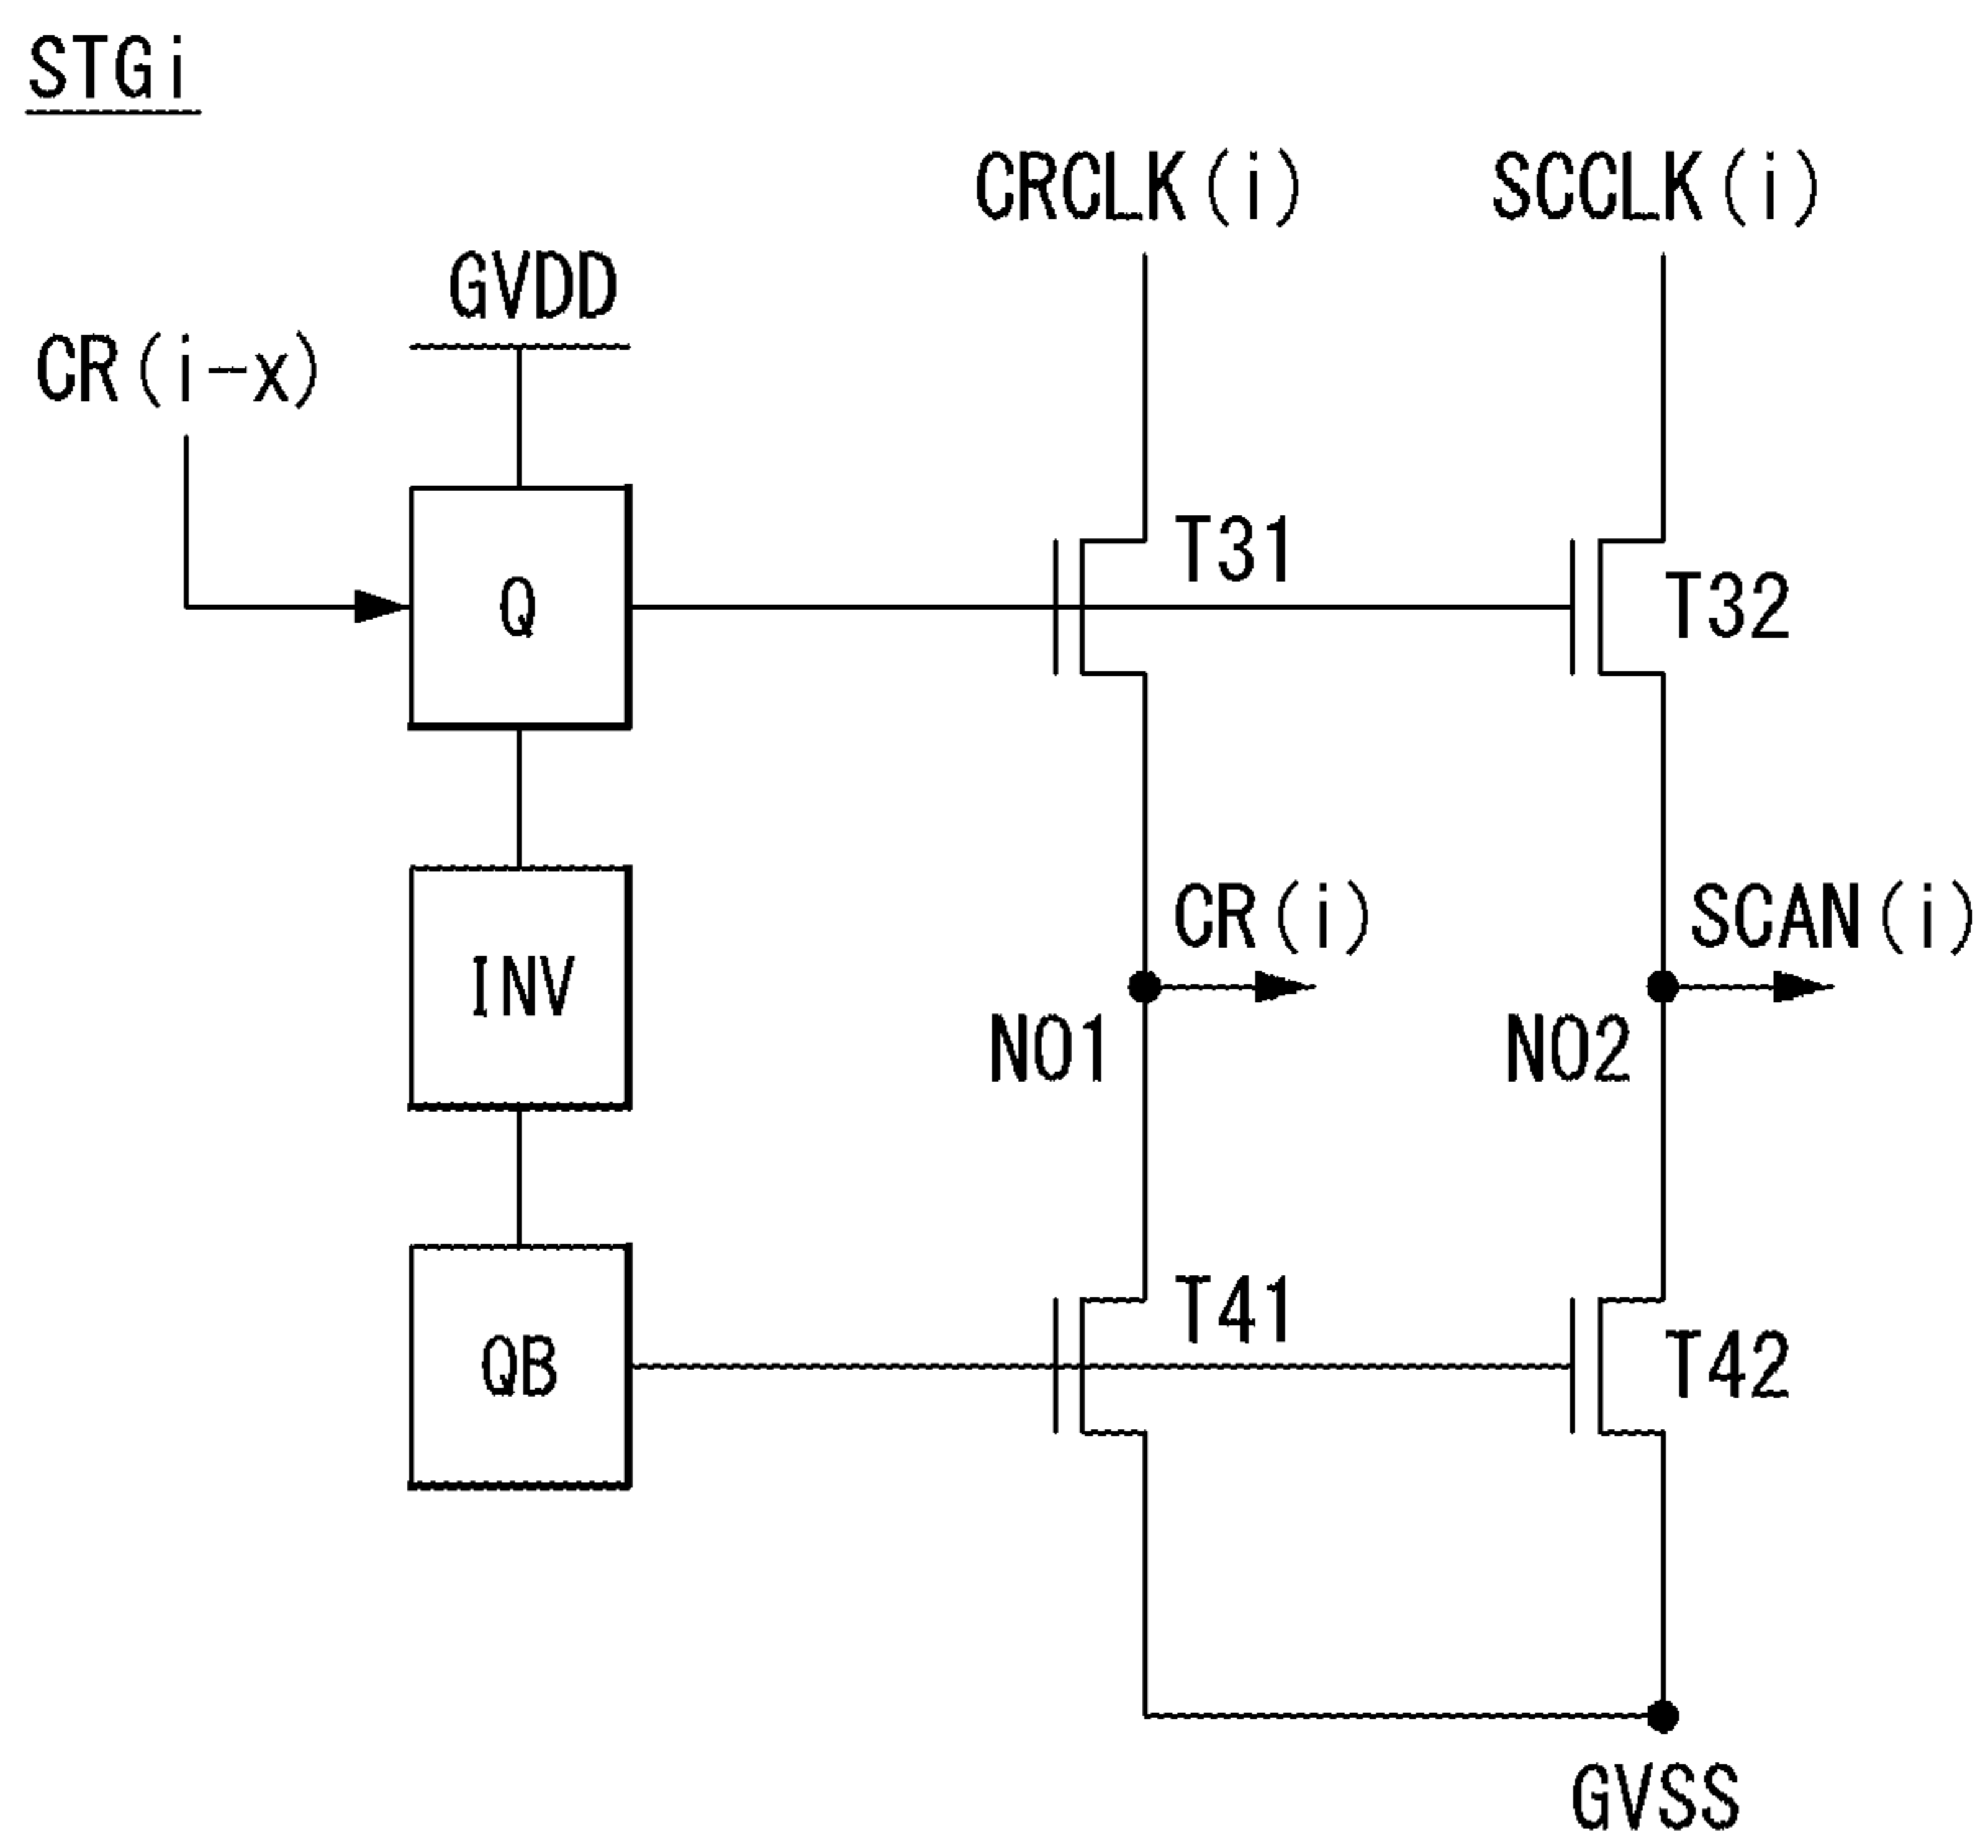 STGi
CRCLK(i)
SCCLK(i)
GVDD
CR(i-x)
T31
Q
T32
CR(i)
SCAN(i)
INV
NO1
NO2
T41
QB
T42
GVSS